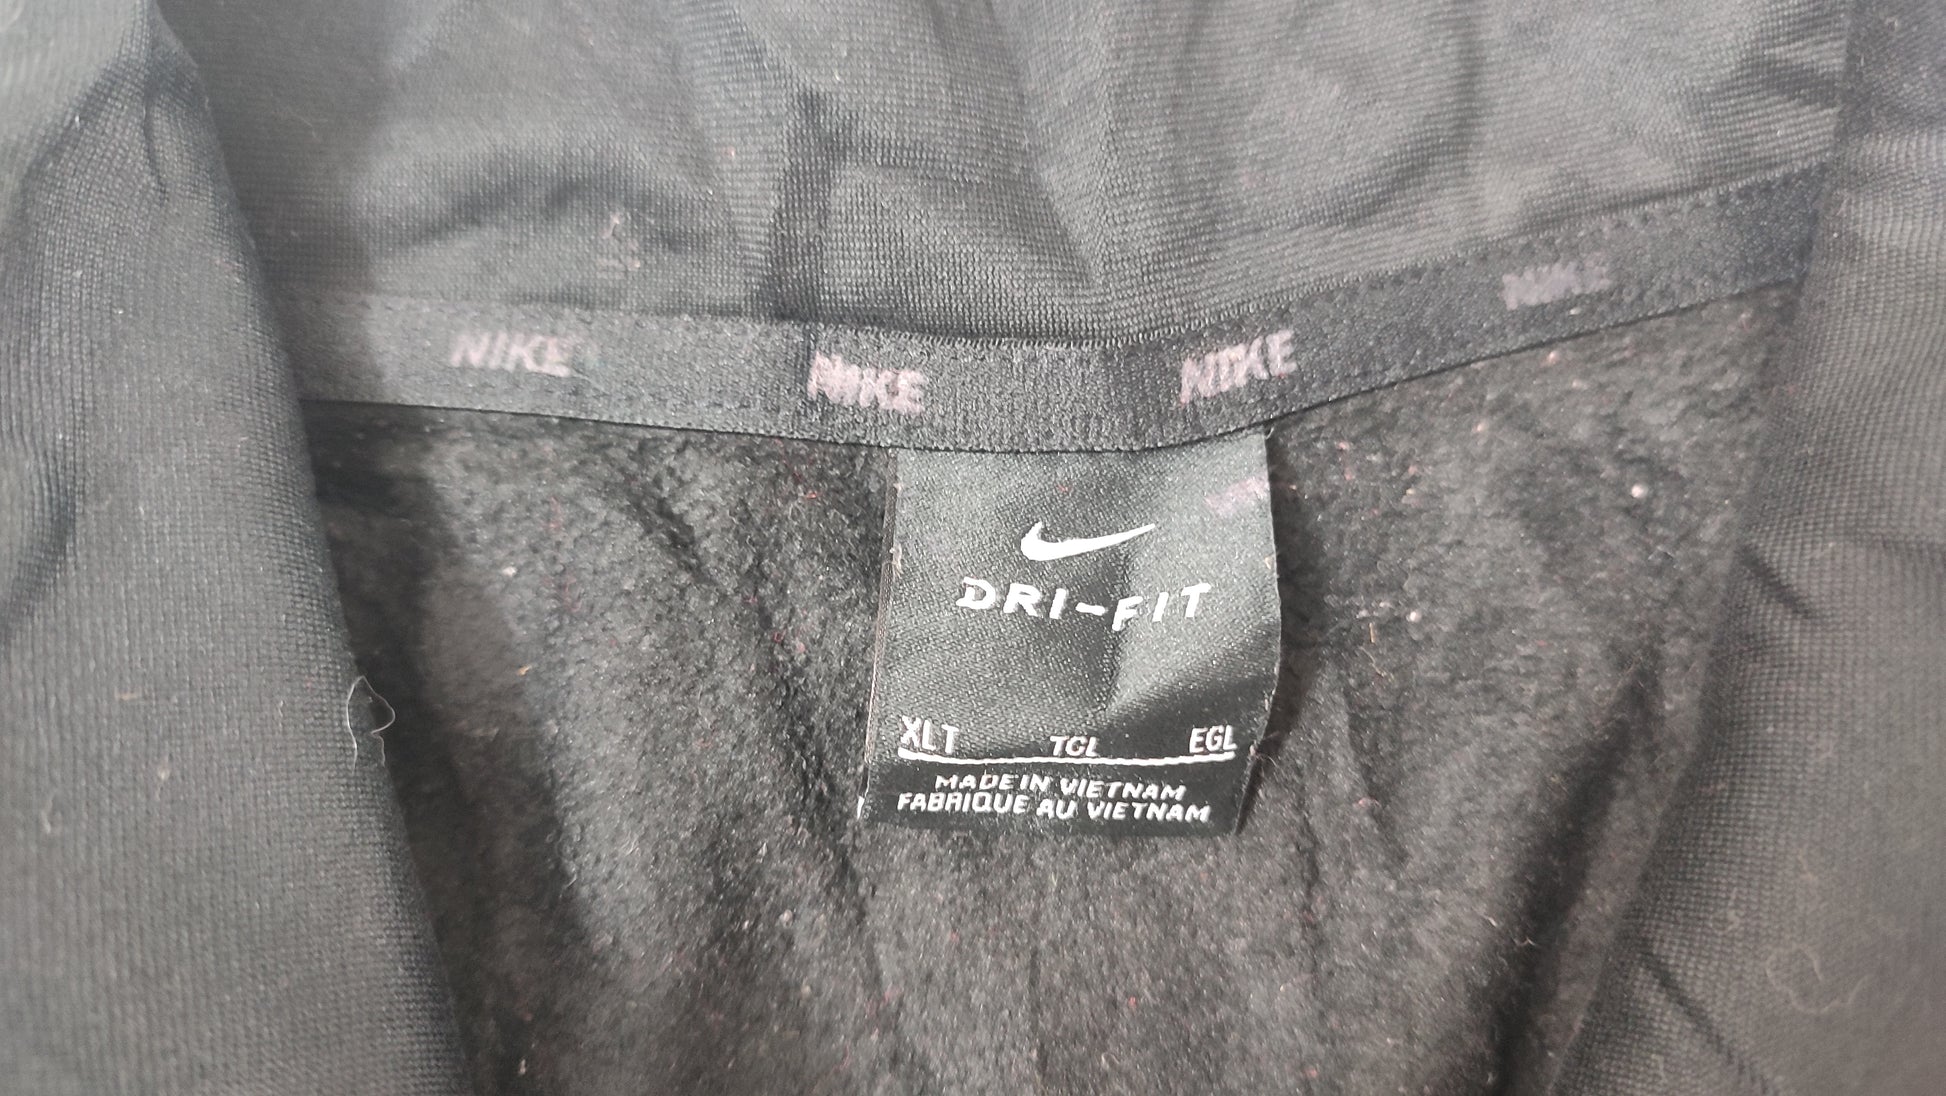 NIKE NIKE NIKE NIKE
DRI-FIT
XLT TGL EGL
MADE IN VIETNAM
FABRIQUE AU VIETNAM